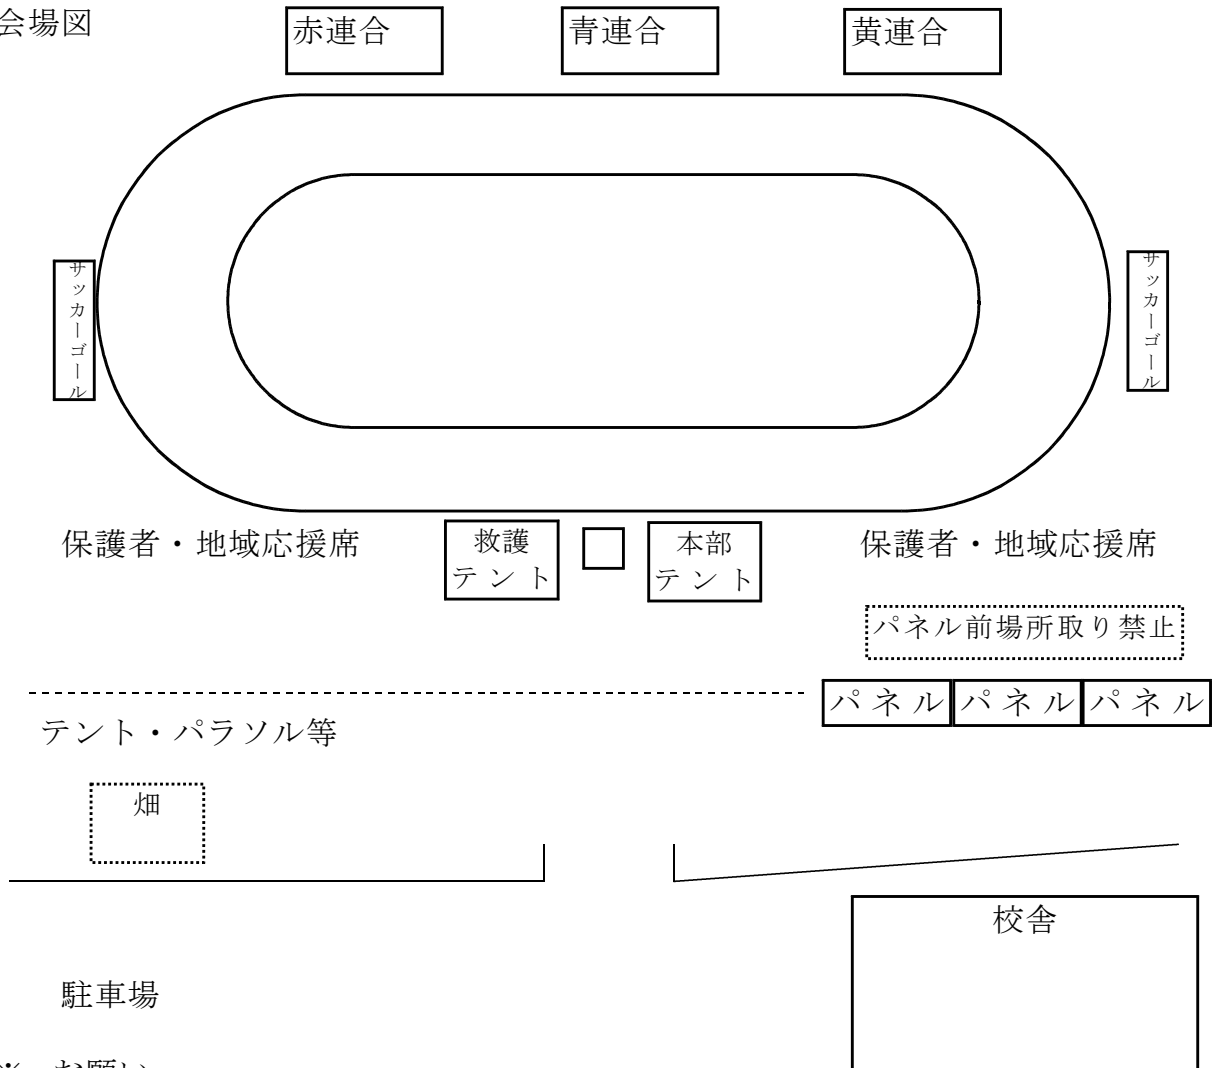 会場図
赤連合
青連合
黄連合
サッカーゴール
サッカーゴール
保護者・地域応援席
救護
テント
本部
テント
保護者・地域応援席
パネル前場所取り禁止
パネル
パネル
パネル
テント・パラソル等
畑
校舎
駐車場
※　お願い